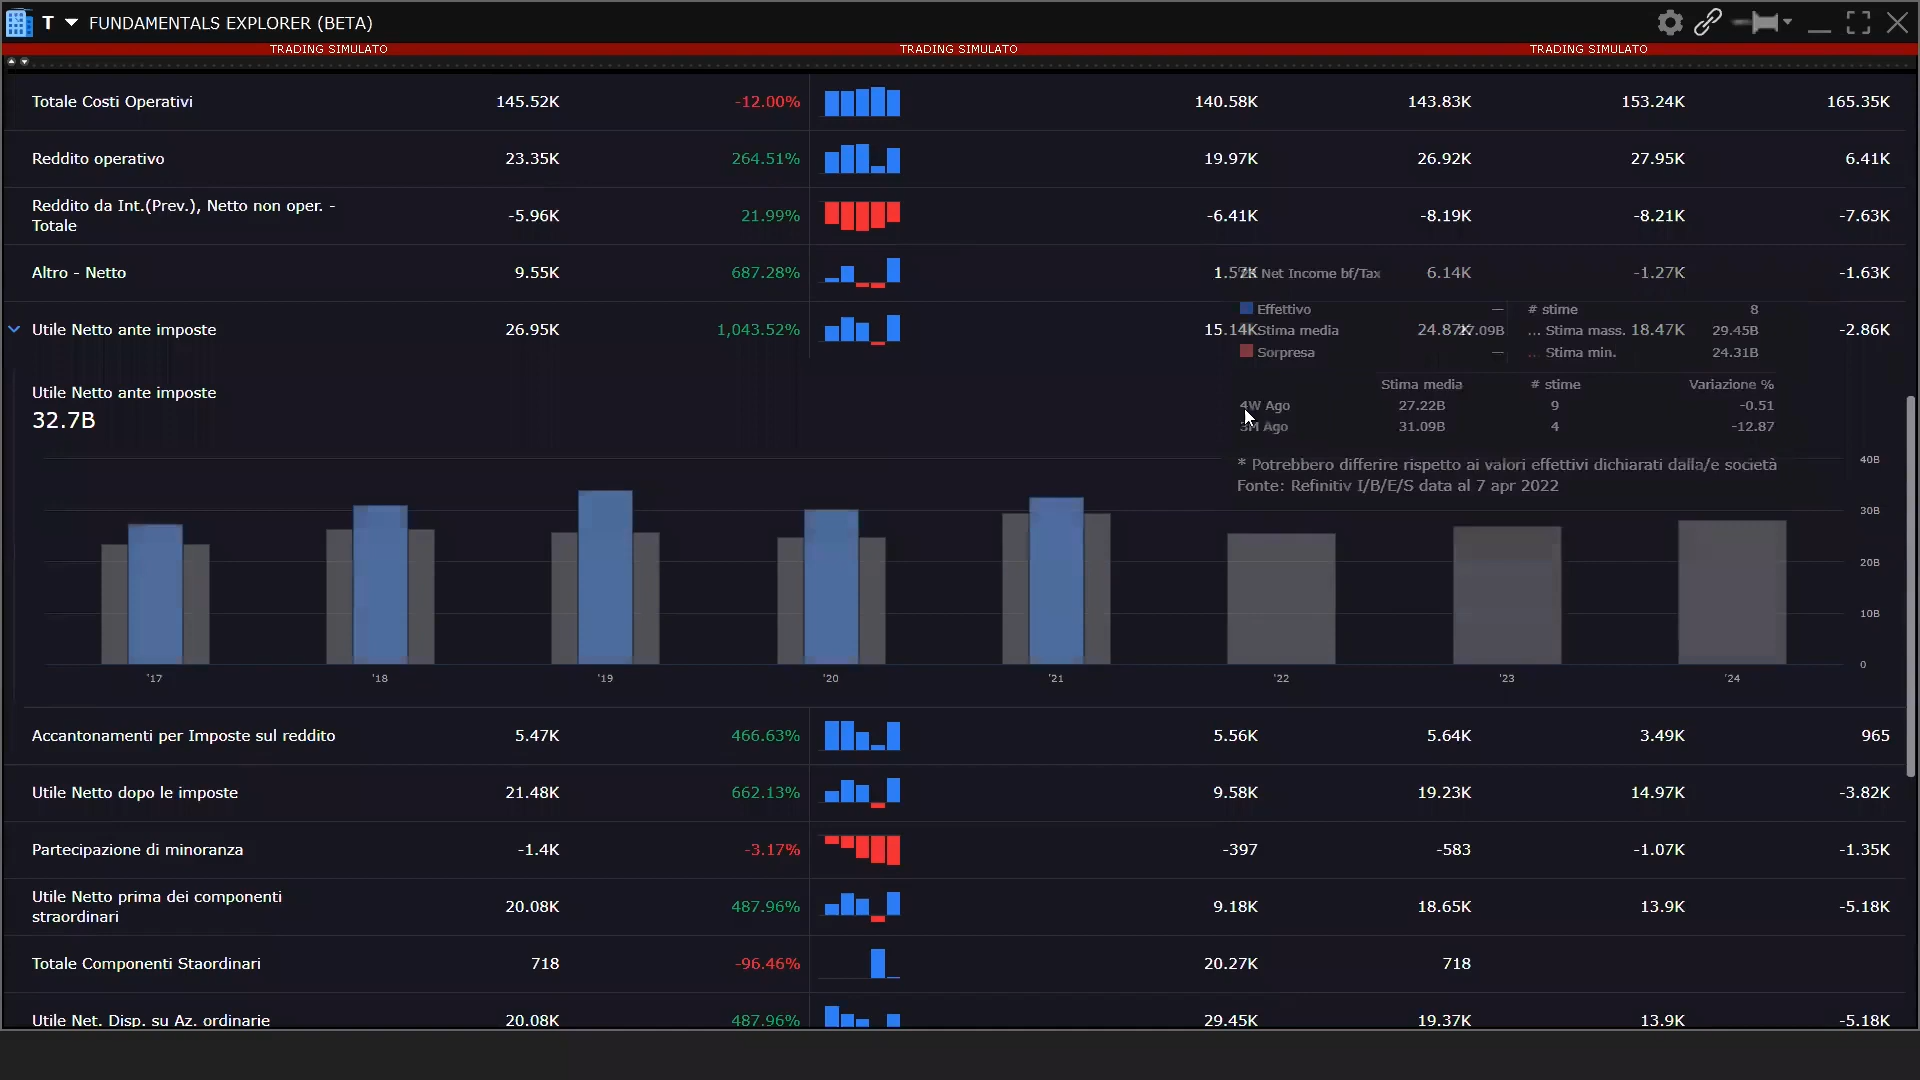 T FUNDAMENTALS EXPLORER (BETA)
TRADING SIMULATO TRADING SIMULATO TRADING SIMULATO
Totale Costi Operativi 145.52K -12.00% 140.58K 143.83K 153.24K 165.35K
Reddito operativo 23.35K 264.51% 19.97K 26.92K 27.95K 6.41K
Reddito da Int.(Prev.), Netto non oper. -
Totale -5.96K 21.99% -6.41K -8.19K -8.21K -7.63K
Altro - Netto 9.55K 687.28% 6.14K -1.27K -1.63K
Net Income bf/Tax
Effettivo — # stime 8
Utile Netto ante imposte 26.95K 1,043.52% 15.14K 24.87K 18.47K -2.86K
Stima media 27.09B ... Stima mass. 29.45B
Sorpresa — ... Stima min. 24.31B
Stima media # stime Variazione %
4W Ago 27.22B 9 -0.51
3M Ago 31.09B 4 -12.87
* Potrebbero differire rispetto ai valori effettivi dichiarati dalla/e società
Fonte: Refinitiv I/B/E/S data al 7 apr 2022
Utile Netto ante imposte
32.7B
40B
30B
20B
10B
0
'17 '18 '19 '20 '21 '22 '23 '24
Accantonamenti per Imposte sul reddito 5.47K 466.63% 5.56K 5.64K 3.49K 965
Utile Netto dopo le imposte 21.48K 662.13% 9.58K 19.23K 14.97K -3.82K
Partecipazione di minoranza -1.4K -3.17% -397 -583 -1.07K -1.35K
Utile Netto prima dei componenti
straordinari 20.08K 487.96% 9.18K 18.65K 13.9K -5.18K
Totale Componenti Staordinari 718 -96.46% 20.27K 718
Utile Net. Disp. su Az. ordinarie 20.08K 487.96% 29.45K 19.37K 13.9K -5.18K